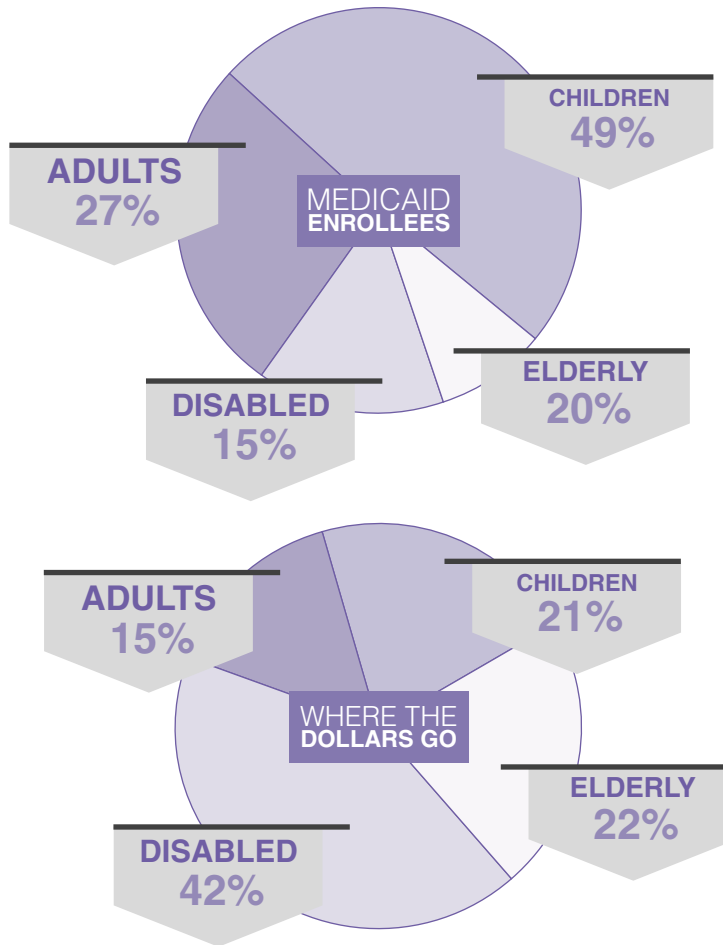 CHILDREN
49%
ADULTS
27%
MEDICAID
ENROLLEES
ELDERLY
20%
DISABLED
15%
ADULTS
15%
CHILDREN
21%
WHERE THE
DOLLARS GO
ELDERLY
22%
DISABLED
42%